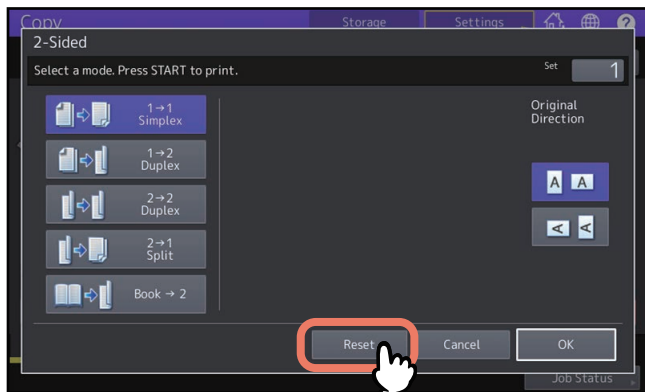 Copy
Storage
Settings
?
2-Sided
Select a mode. Press START to print.
Set
1
1→1
Simplex
Original
Direction
1→2
Duplex
A A
2→2
Duplex
A A
2→1
Split
Book → 2
Reset
Cancel
OK
Job Status